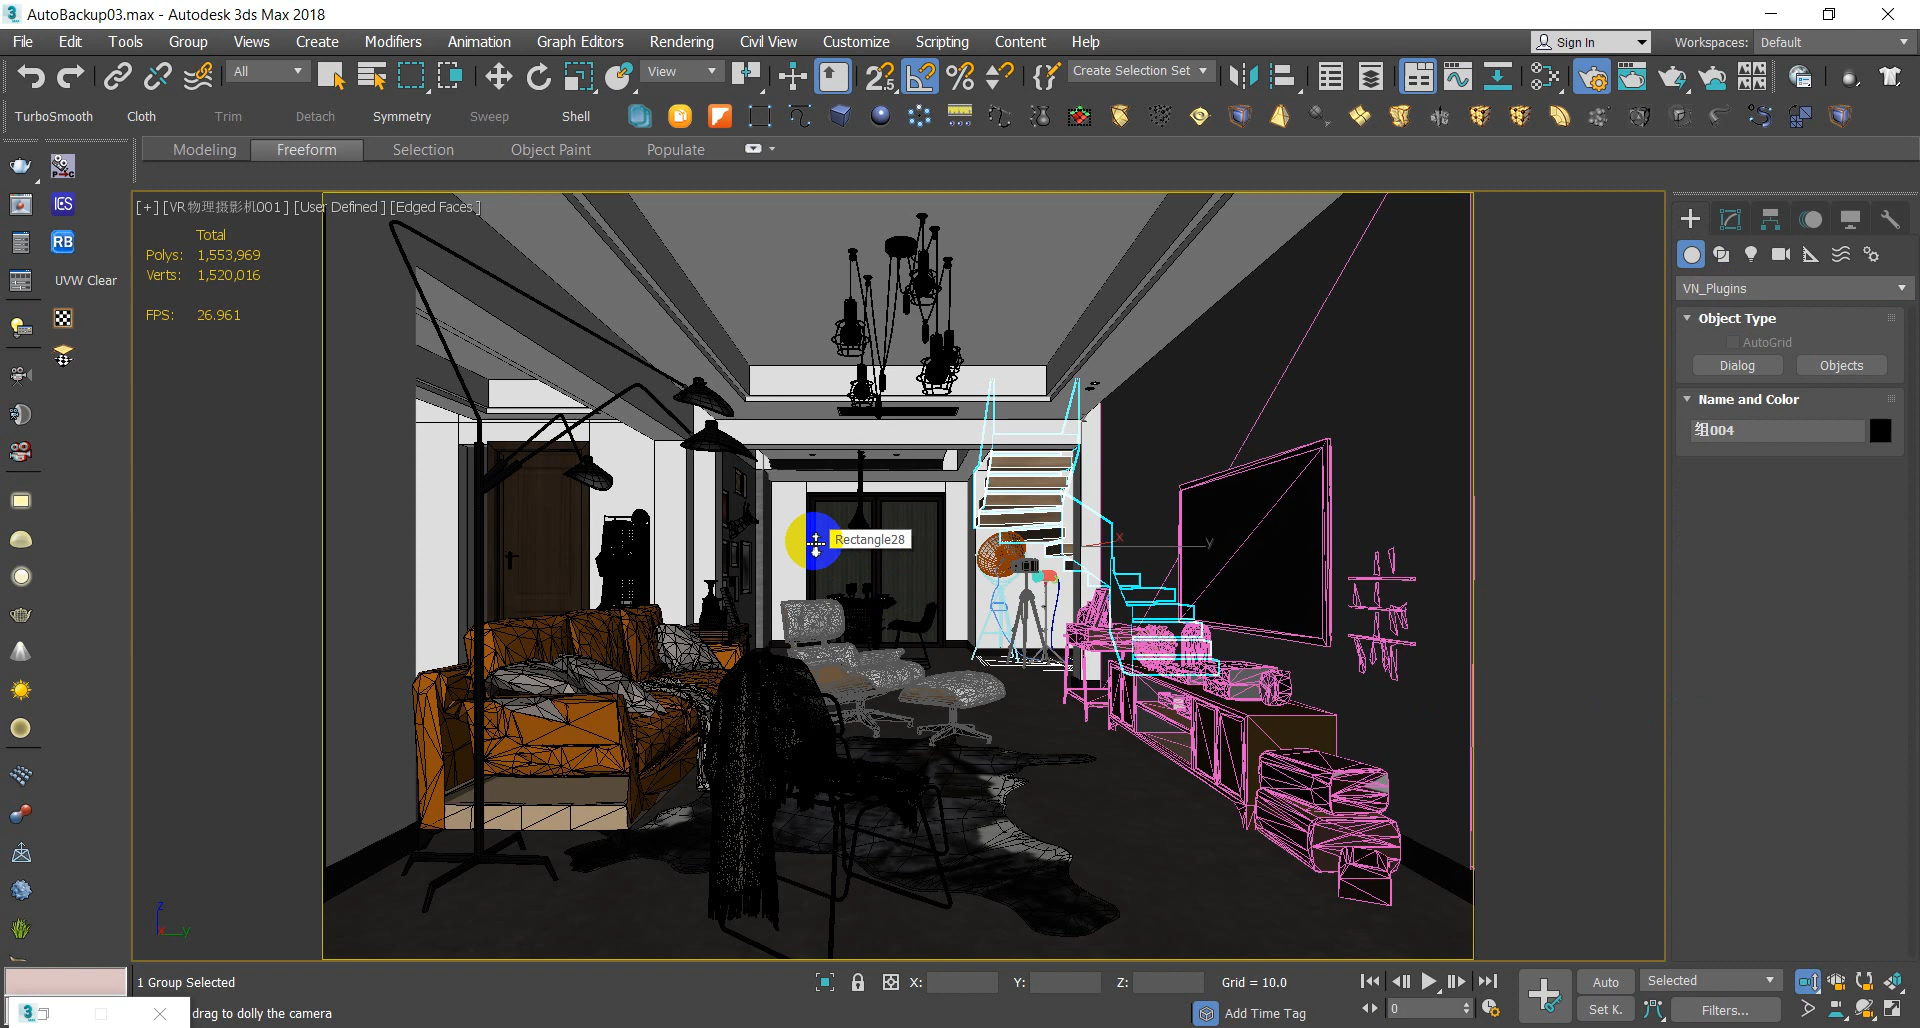 AutoBackup03.max - Autodesk 3ds Max 2018
File Edit Tools Group Views Create Modifiers Animation Graph Editors Rendering Civil View Customize Scripting Content Help
Sign In Workspaces: Default
All View Create Selection Set
TurboSmooth Cloth Trim Detach Symmetry Sweep Shell
Modeling Freeform Selection Object Paint Populate
IES
RB
UVW Clear
[+] [VR物理摄影机001] [User Defined ] [Edged Faces ]
Total
Polys: 1,553,969
Verts: 1,520,016
FPS: 26.961
Rectangle28
x y
z
x y
VN_Plugins
Object Type
AutoGrid
Dialog Objects
Name and Color
组004
1 Group Selected X: Y: Z: Grid = 10.0 Auto Selected
drag to dolly the camera Add Time Tag 0 Set K. Filters...